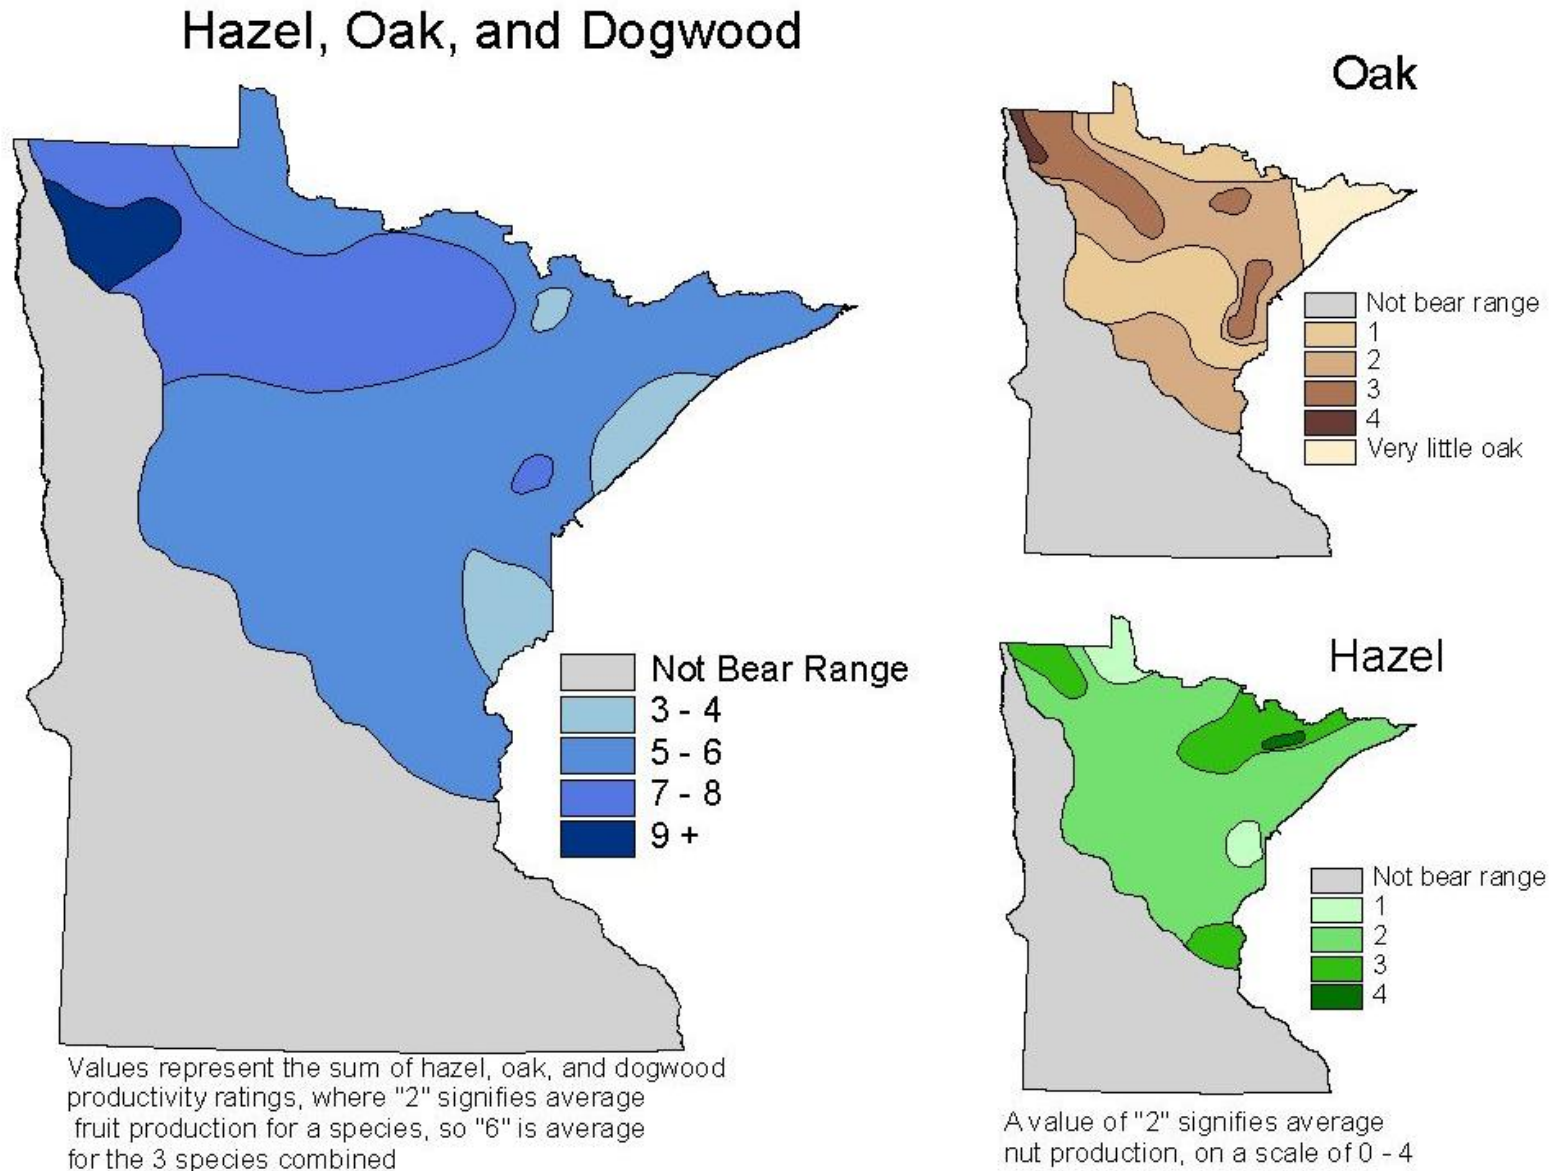 Hazel, Oak, and Dogwood
Not Bear Range
3 - 4
5 - 6
7 - 8
9 +
Values represent the sum of hazel, oak, and dogwood
productivity ratings, where "2" signifies average
fruit production for a species, so "6" is average
for the 3 species combined
Oak
Not bear range
1
2
3
4
Very little oak
Hazel
Not bear range
1
2
3
4
A value of "2" signifies average
nut production, on a scale of 0 - 4